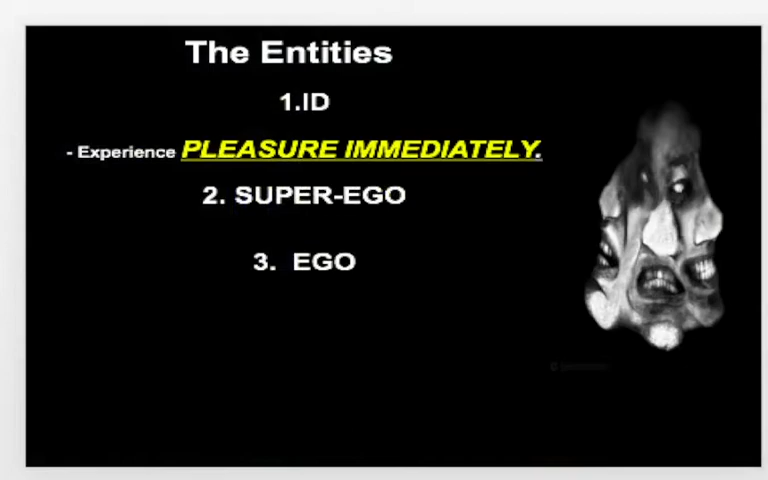 The Entities
1.ID
- Experience PLEASURE IMMEDIATELY.
2. SUPER-EGO
3. EGO